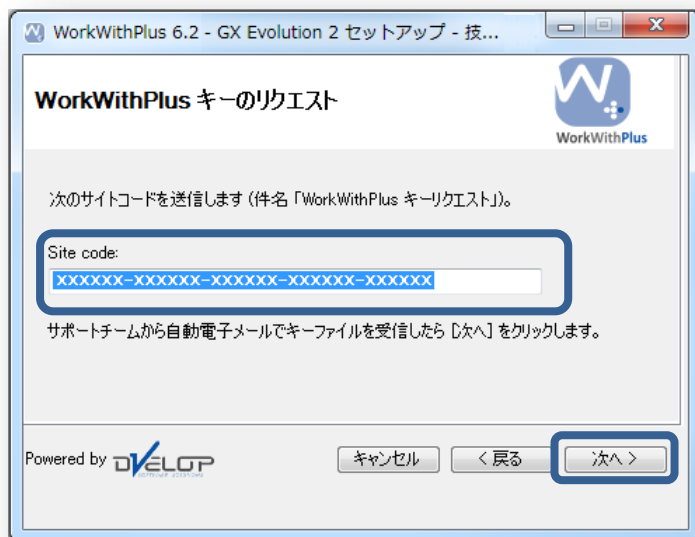 WorkWithPlus 6.2 - GX Evolution 2 セットアップ - 技...
WorkWithPlus キーのリクエスト
WorkWithPlus
次のサイトコードを送信します (件名「WorkWithPlus キーリクエスト」)。
Site code:
XXXXXX-XXXXXX-XXXXXX-XXXXXX-XXXXXX
サポートチームから自動電子メールでキーファイルを受信したら [次へ] をクリックします。
Powered by DVELOP
キャンセル
< 戻る
次へ >